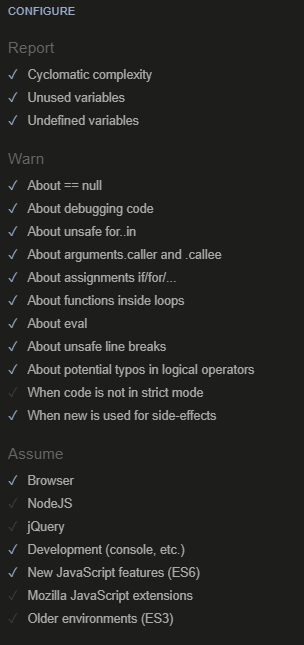 CONFIGURE
Report
Cyclomatic complexity
Unused variables
Undefined variables
Warn
About == null
About debugging code
About unsafe for..in
About arguments.caller and .callee
About assignments if/for/...
About functions inside loops
About eval
About unsafe line breaks
About potential typos in logical operators
When code is not in strict mode
When new is used for side-effects
Assume
Browser
NodeJS
jQuery
Development (console, etc.)
New JavaScript features (ES6)
Mozilla JavaScript extensions
Older environments (ES3)